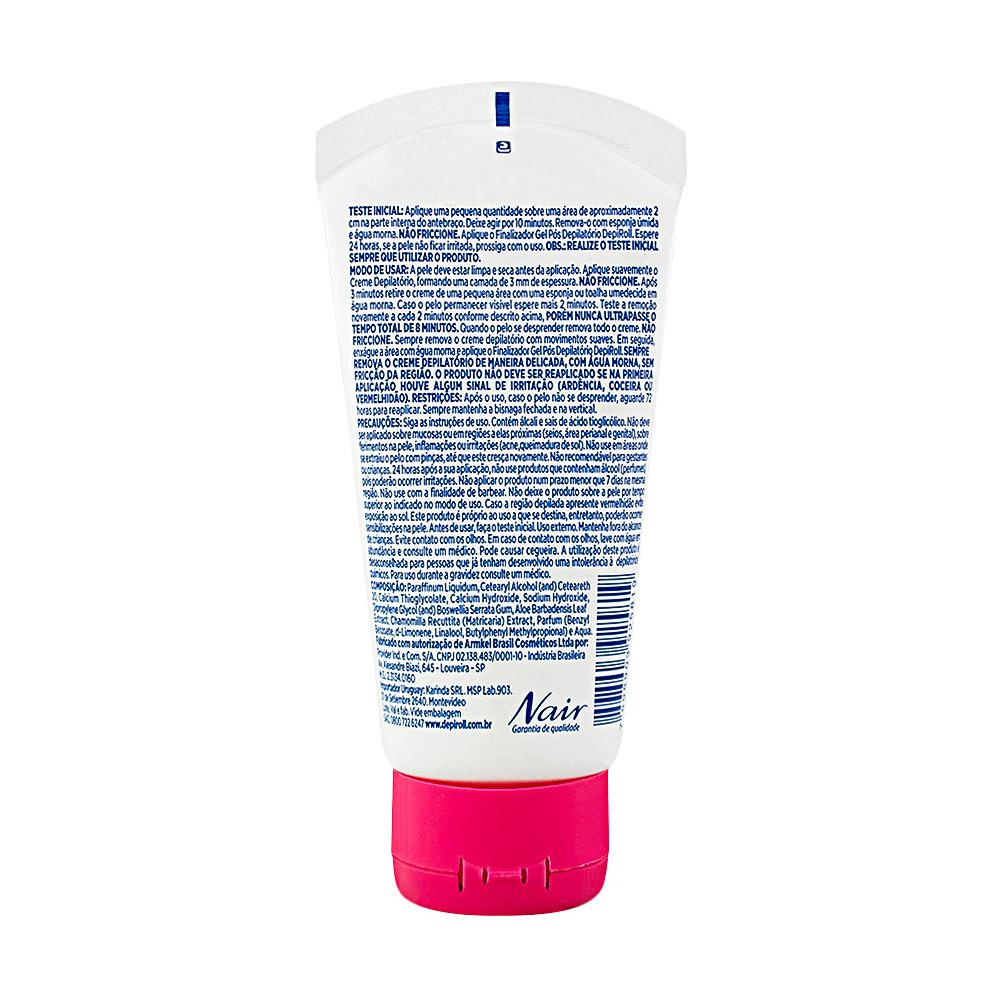 e
TESTE INICIAL: Aplique uma pequena quantidade sobre uma área de aproximadamente 2
cm na parte interna do antebraço. Deixe agir por 10 minutos. Remova-o com esponja úmida
e água morna. NÃO FRICCIONE. Aplique o Finalizador Gel Pós Depilatório DepiRoll. Espere
24 horas, se a pele não ficar irritada, prossiga com o uso. OBS.: REALIZE O TESTE INICIAL
SEMPRE QUE UTILIZAR O PRODUTO.
MODO DE USAR: A pele deve estar limpa e seca antes da aplicação. Aplique suavemente o
Creme Depilatório, formando uma camada de 3 mm de espessura. NÃO FRICCIONE. Após
3 minutos retire o creme de uma pequena área com uma esponja ou toalha umedecida em
água morna. Caso o pelo permanecer visível espere mais 2 minutos. Teste a remoção
novamente a cada 2 minutos conforme descrito acima, PORÉM NUNCA ULTRAPASSE O
TEMPO TOTAL DE 8 MINUTOS. Quando o pelo se desprender remova todo o creme. NÃO
FRICCIONE. Sempre remova o creme depilatório com movimentos suaves. Em seguida,
enxágue a área com água morna e aplique o Finalizador Gel Pós Depilatório DepiRoll. SEMPRE
REMOVA O CREME DEPILATÓRIO DE MANEIRA DELICADA, COM ÁGUA MORNA, SEM
FRICÇÃO DA REGIÃO. O PRODUTO NÃO DEVE SER REAPLICADO SE NA PRIMEIRA
APLICAÇÃO HOUVE ALGUM SINAL DE IRRITAÇÃO (ARDÊNCIA, COCEIRA OU
VERMELHIDÃO). RESTRIÇÕES: Após o uso, caso o pelo não se desprender, aguarde 72
horas para reaplicar. Sempre mantenha a bisnaga fechada e na vertical.
PRECAUÇÕES: Siga as instruções de uso. Contém álcali e sais de ácido tioglicólico. Não deve
ser aplicado sobre mucosas ou em regiões a elas próximas (seios, área perianal e genital), sobre
ferimentos na pele, inflamações ou irritações (acne, queimadura de sol). Não use em áreas onde
se extraiu o pelo com pinças, até que este cresça novamente. Não recomendável para gestantes
ou crianças. 24 horas após a sua aplicação, não use produtos que contenham álcool (perfumes)
pois poderão ocorrer irritações. Não aplicar o produto num prazo menor que 7 dias na mesma
região. Não use com a finalidade de barbear. Não deixe o produto sobre a pele por tempo
superior ao indicado no modo de uso. Caso a região depilada apresente vermelhidão evite
exposição ao sol. Este produto é próprio ao uso a que se destina, entretanto, poderão ocorrer
sensibilizações na pele. Antes de usar, faça o teste inicial. Uso externo. Mantenha fora do alcance
de crianças. Evite contato com os olhos. Em caso de contato com os olhos, lave com água em
abundância e consulte um médico. Pode causar cegueira. A utilização deste produto é
desaconselhada para pessoas que já tenham desenvolvido uma intolerância à depilatórios
químicos. Para uso durante a gravidez consulte um médico.
COMPOSIÇÃO: Paraffinum Liquidum, Cetearyl Alcohol (and) Ceteareth
20, Calcium Thioglycolate, Calcium Hydroxide, Sodium Hydroxide,
Dipropylene Glycol (and) Boswellia Serrata Gum, Aloe Barbadensis Leaf
Extract, Chamomilla Recuttita (Matricaria) Extract, Parfum (Benzyl
Benzoate, d-Limonene, Linalool, Butylphenyl Methylpropional) e Aqua.
Fabricado com autorização de Armkel Brasil Cosméticos Ltda por:
Provider Ind. e Com. S/A. CNPJ 02.138.483/0001-10 - Indústria Brasileira
Av. Alexandre Biazi, 645 - Louveira - SP
M.S. 2.3134.0160
Importador Uruguay: Karinda SRL. MSP Lab.903.
21 de Setiembre 2640. Montevideo
Lote, Val e fab. Vide embalagem
SAC 0800 722 6247 www.depiroll.com.br
Nair
Garantia de qualidade